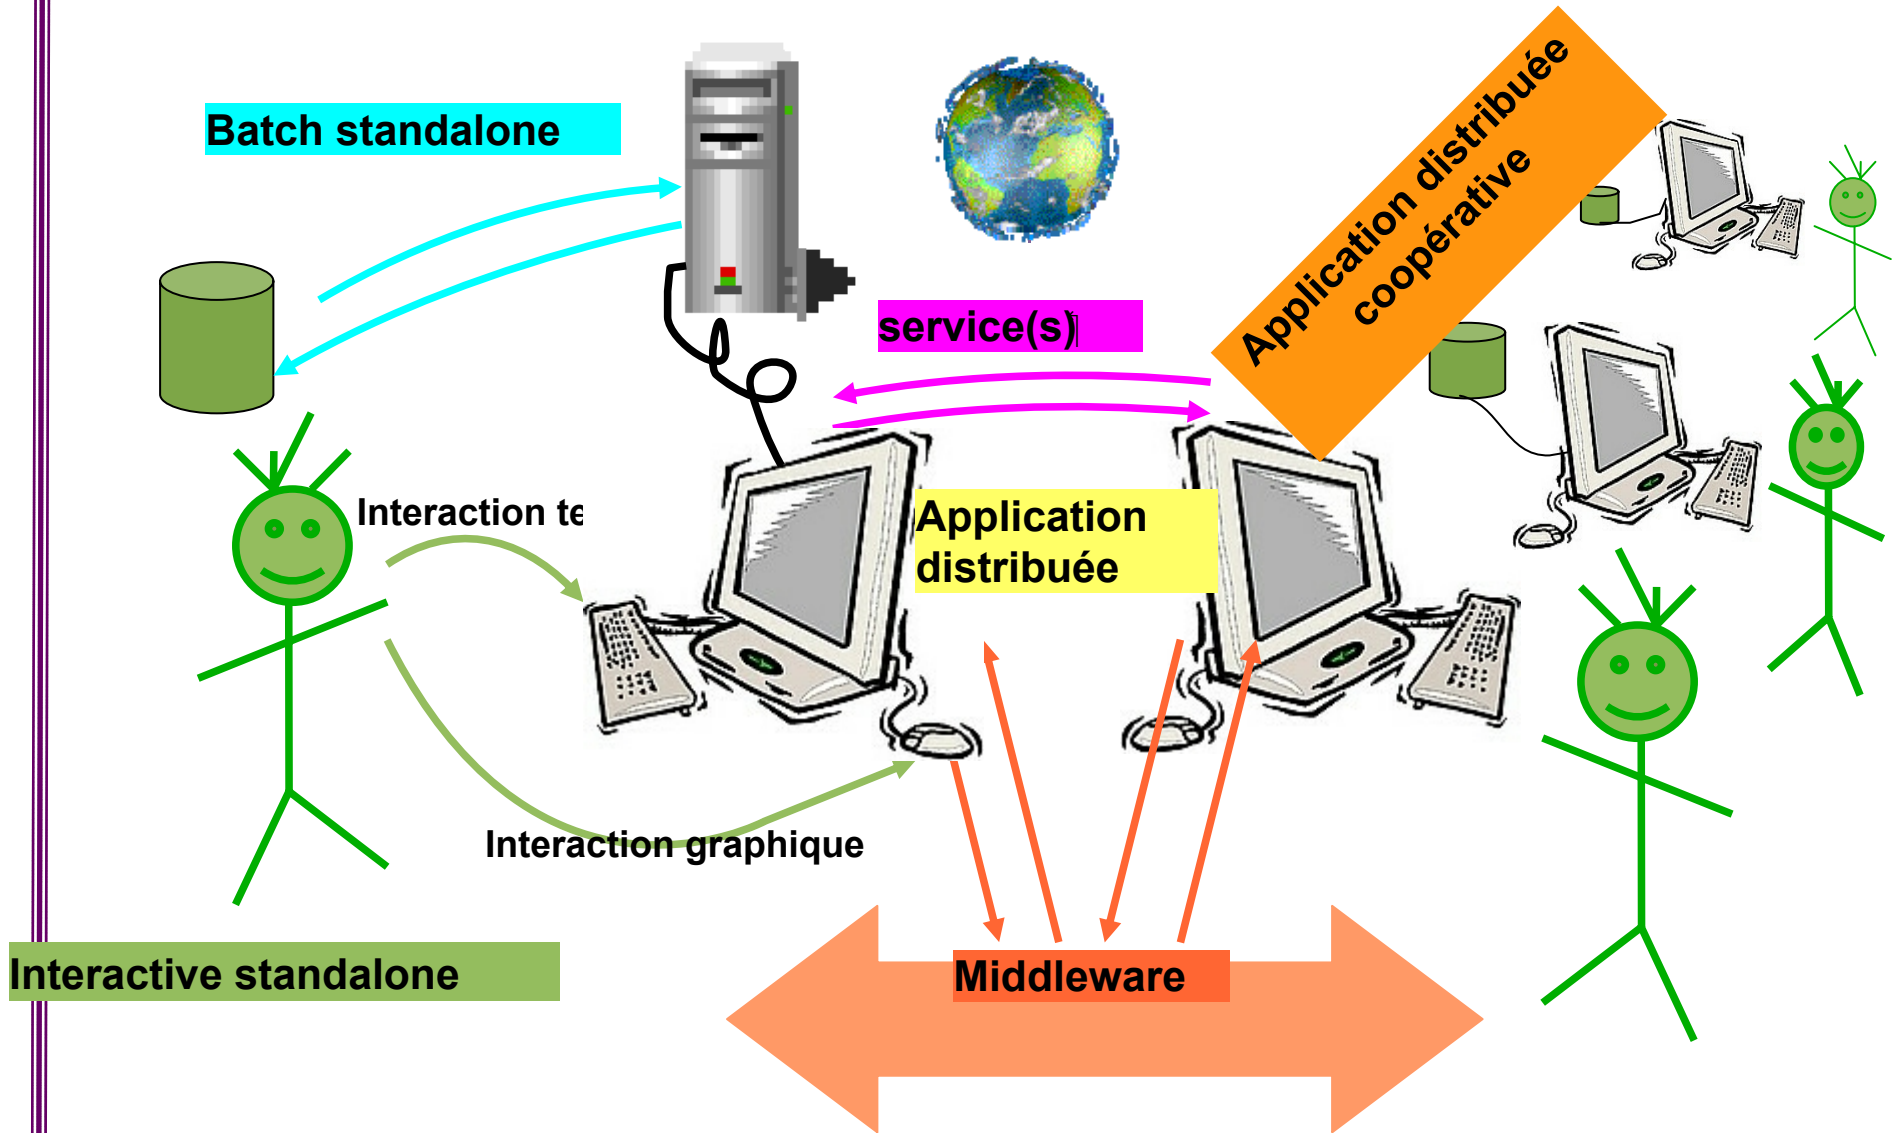 Batch standalone
Application distribuée
coopérative
service(s)
Interaction te
Application
distribuée
Interaction graphique
Interactive standalone
Middleware